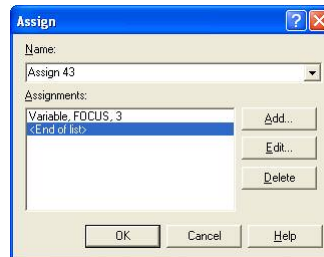 Assign
Name:
Assign 43
Assignments:
Variable, FOCUS, 3
<End of list>
Add...
Edit...
Delete
OK
Cancel
Help